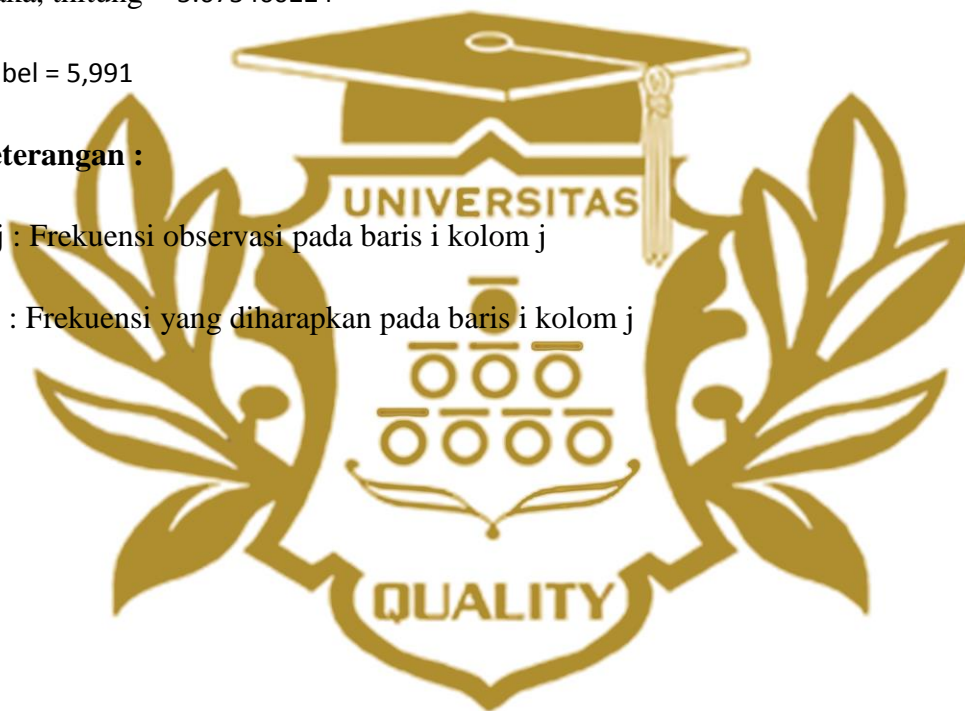 bel = 5,991
eterangan :
j : Frekuensi observasi pada baris i kolom j
: Frekuensi yang diharapkan pada baris i kolom j
UNIVERSITAS
QUALITY